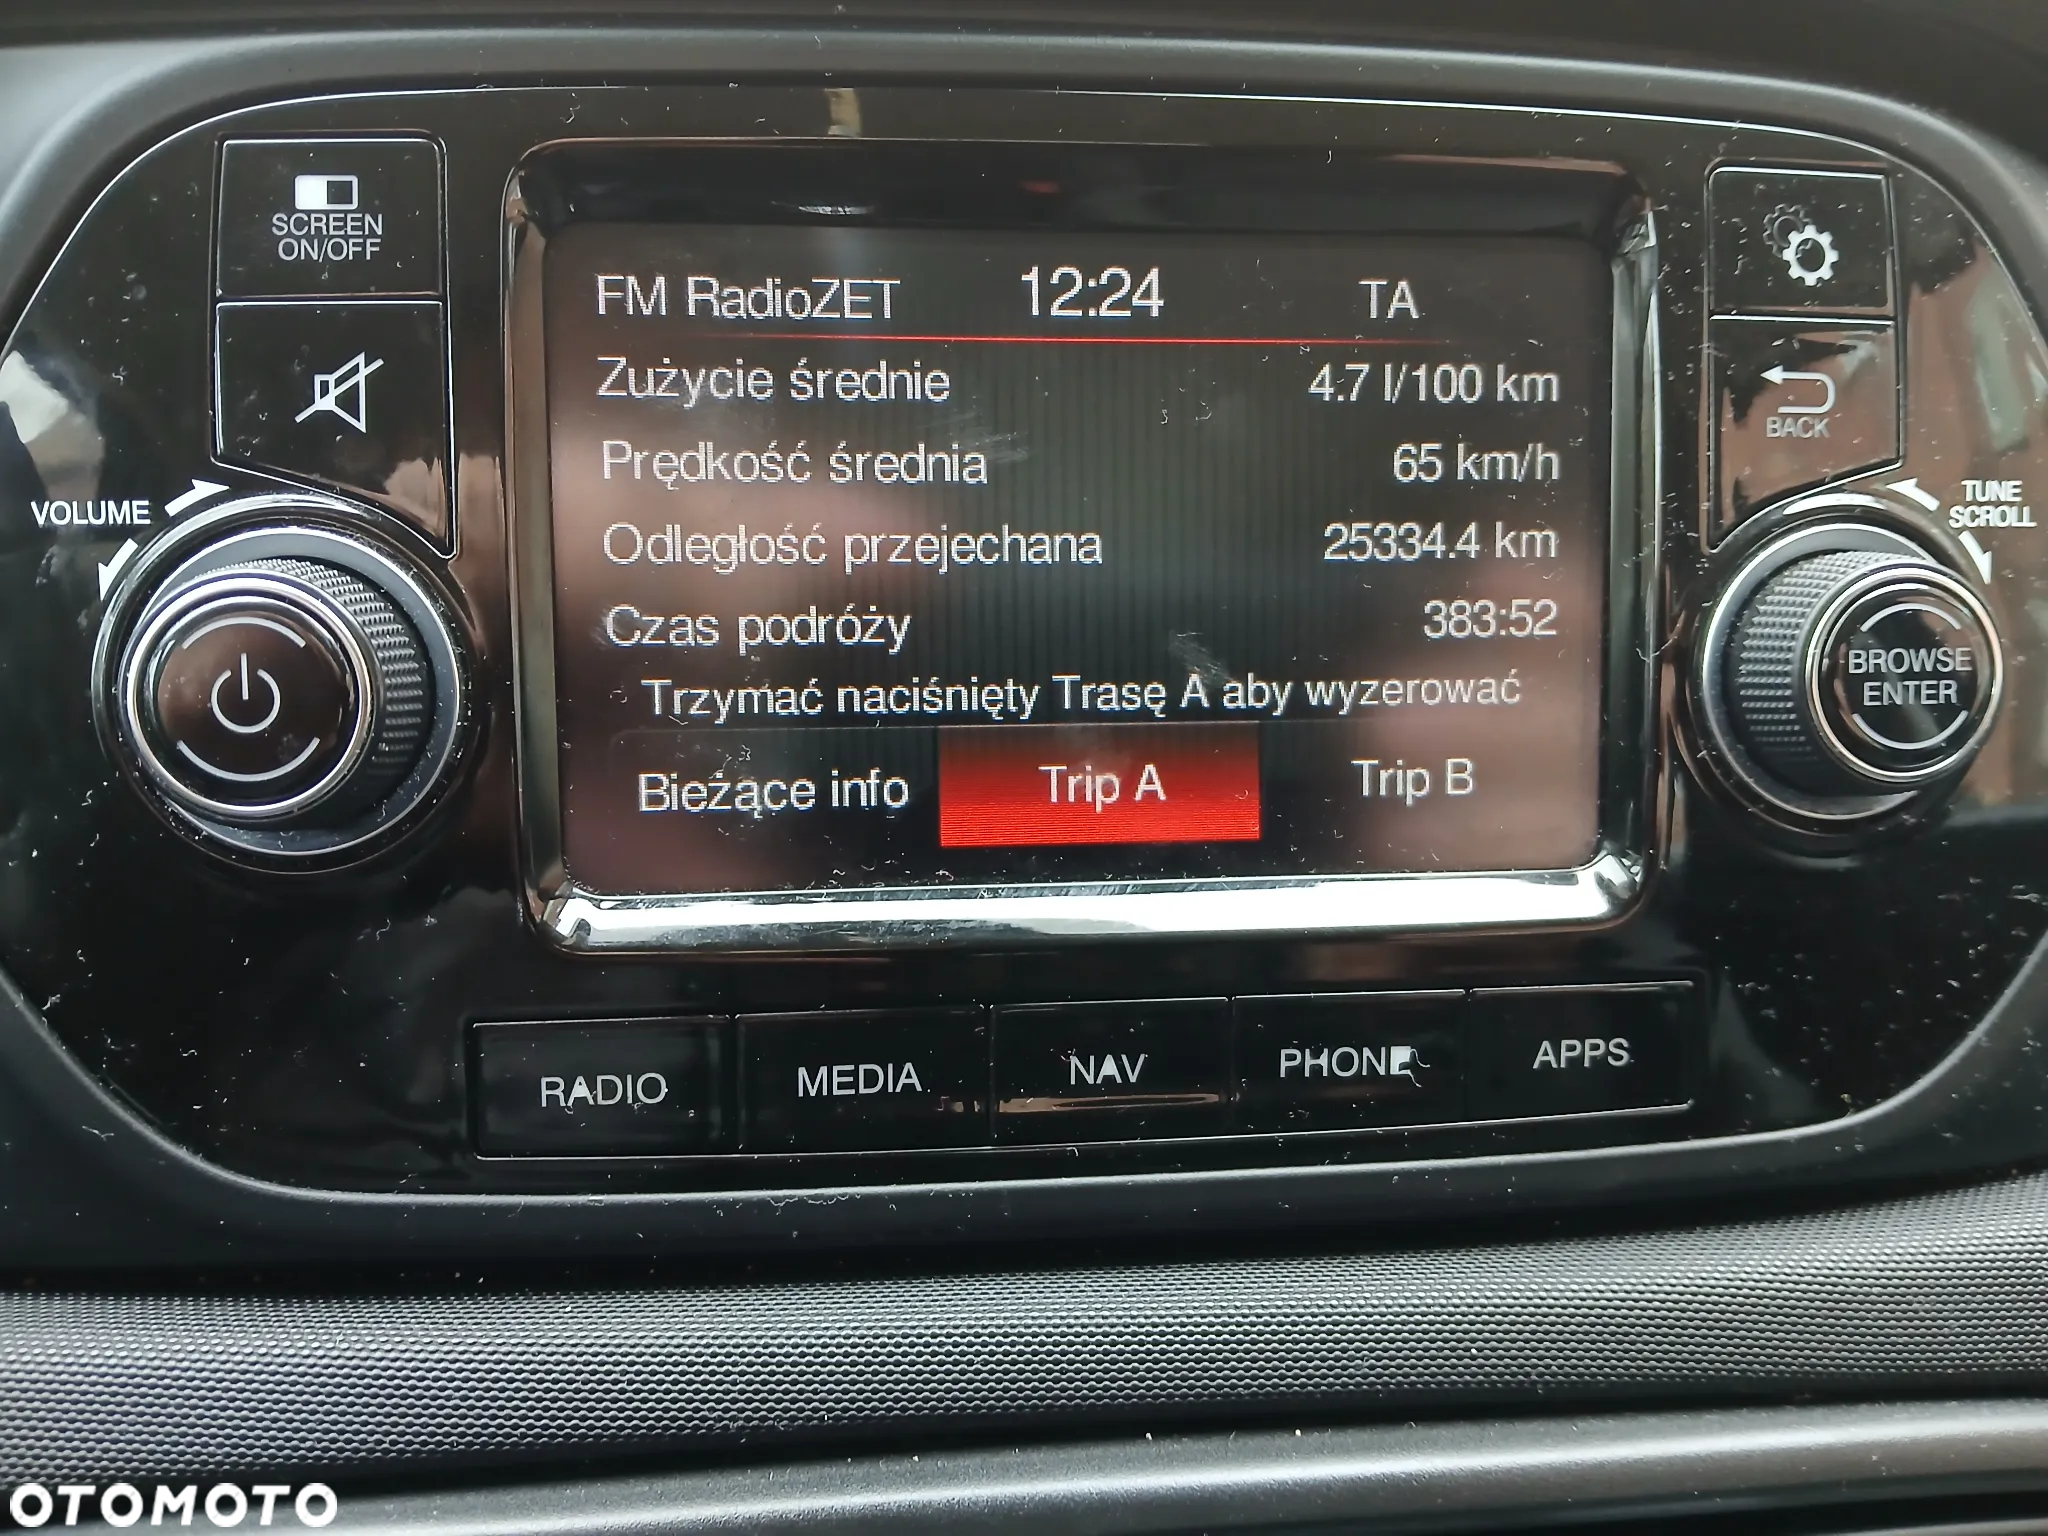 SCREEN
ON/OFF
FM RadioZET 12:24 TA
Zużycie średnie 4.7 l/100 km
Prędkość średnia 65 km/h
Odległość przejechana 25334.4 km
Czas podróży 383:52
Trzymać naciśnięty Trasę A aby wyzerować
Bieżące info Trip A Trip B
BACK
VOLUME
TUNE
SCROLL
BROWSE
ENTER
RADIO MEDIA NAV PHONE APPS
OTOMOTO